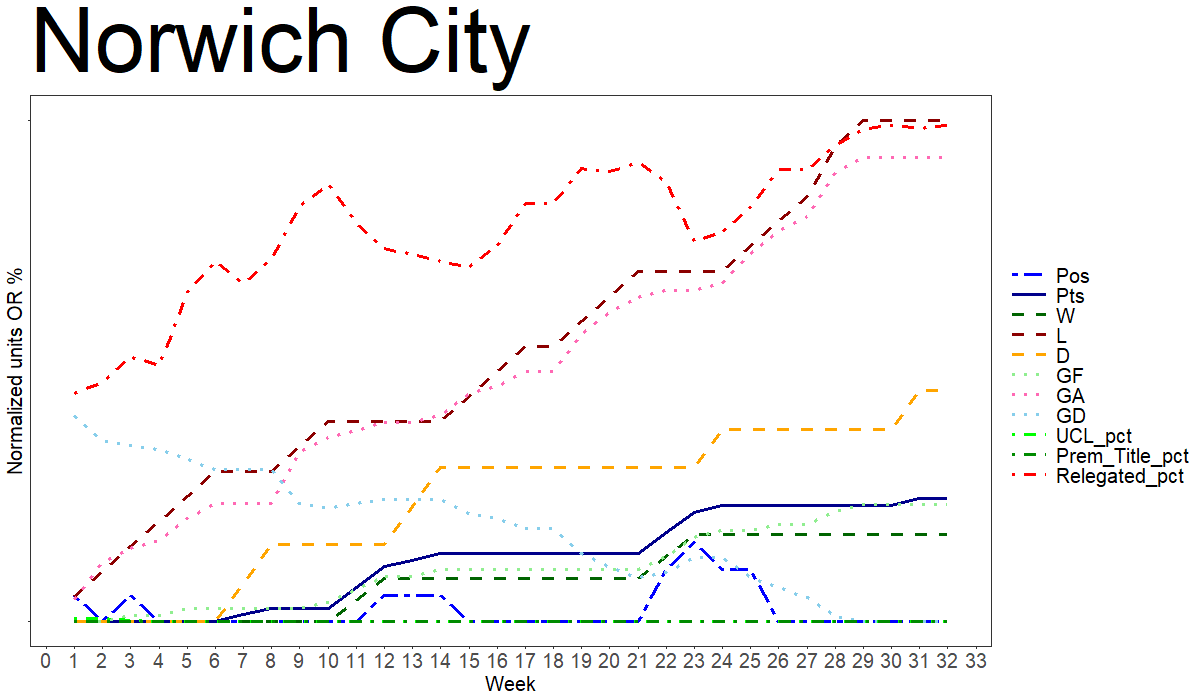 Norwich City
Normalized units OR %
0 1 2 3 4 5 6 7 8 9 10 11 12 13 14 15 16 17 18 19 20 21 22 23 24 25 26 27 28 29 30 31 32 33
Week
Pos
Pts
W
L
D
GF
GA
GD
UCL_pct
Prem_Title_pct
Relegated_pct